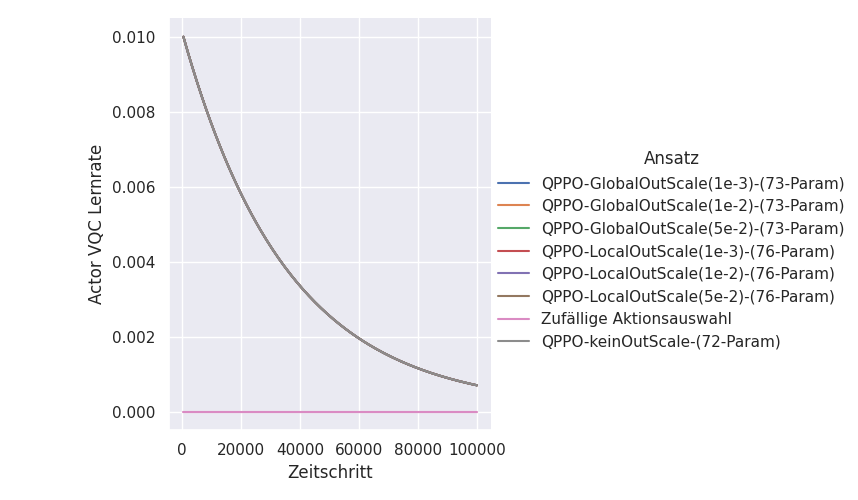 0.010
0.008
0.006
0.004
0.002
0.000
Actor VQC Lernrate
0
20000
40000
60000
80000
100000
Zeitschritt
Ansatz
QPPO-GlobalOutScale(1e-3)-(73-Param)
QPPO-GlobalOutScale(1e-2)-(73-Param)
QPPO-GlobalOutScale(5e-2)-(73-Param)
QPPO-LocalOutScale(1e-3)-(76-Param)
QPPO-LocalOutScale(1e-2)-(76-Param)
QPPO-LocalOutScale(5e-2)-(76-Param)
Zufällige Aktionsauswahl
QPPO-keinOutScale-(72-Param)